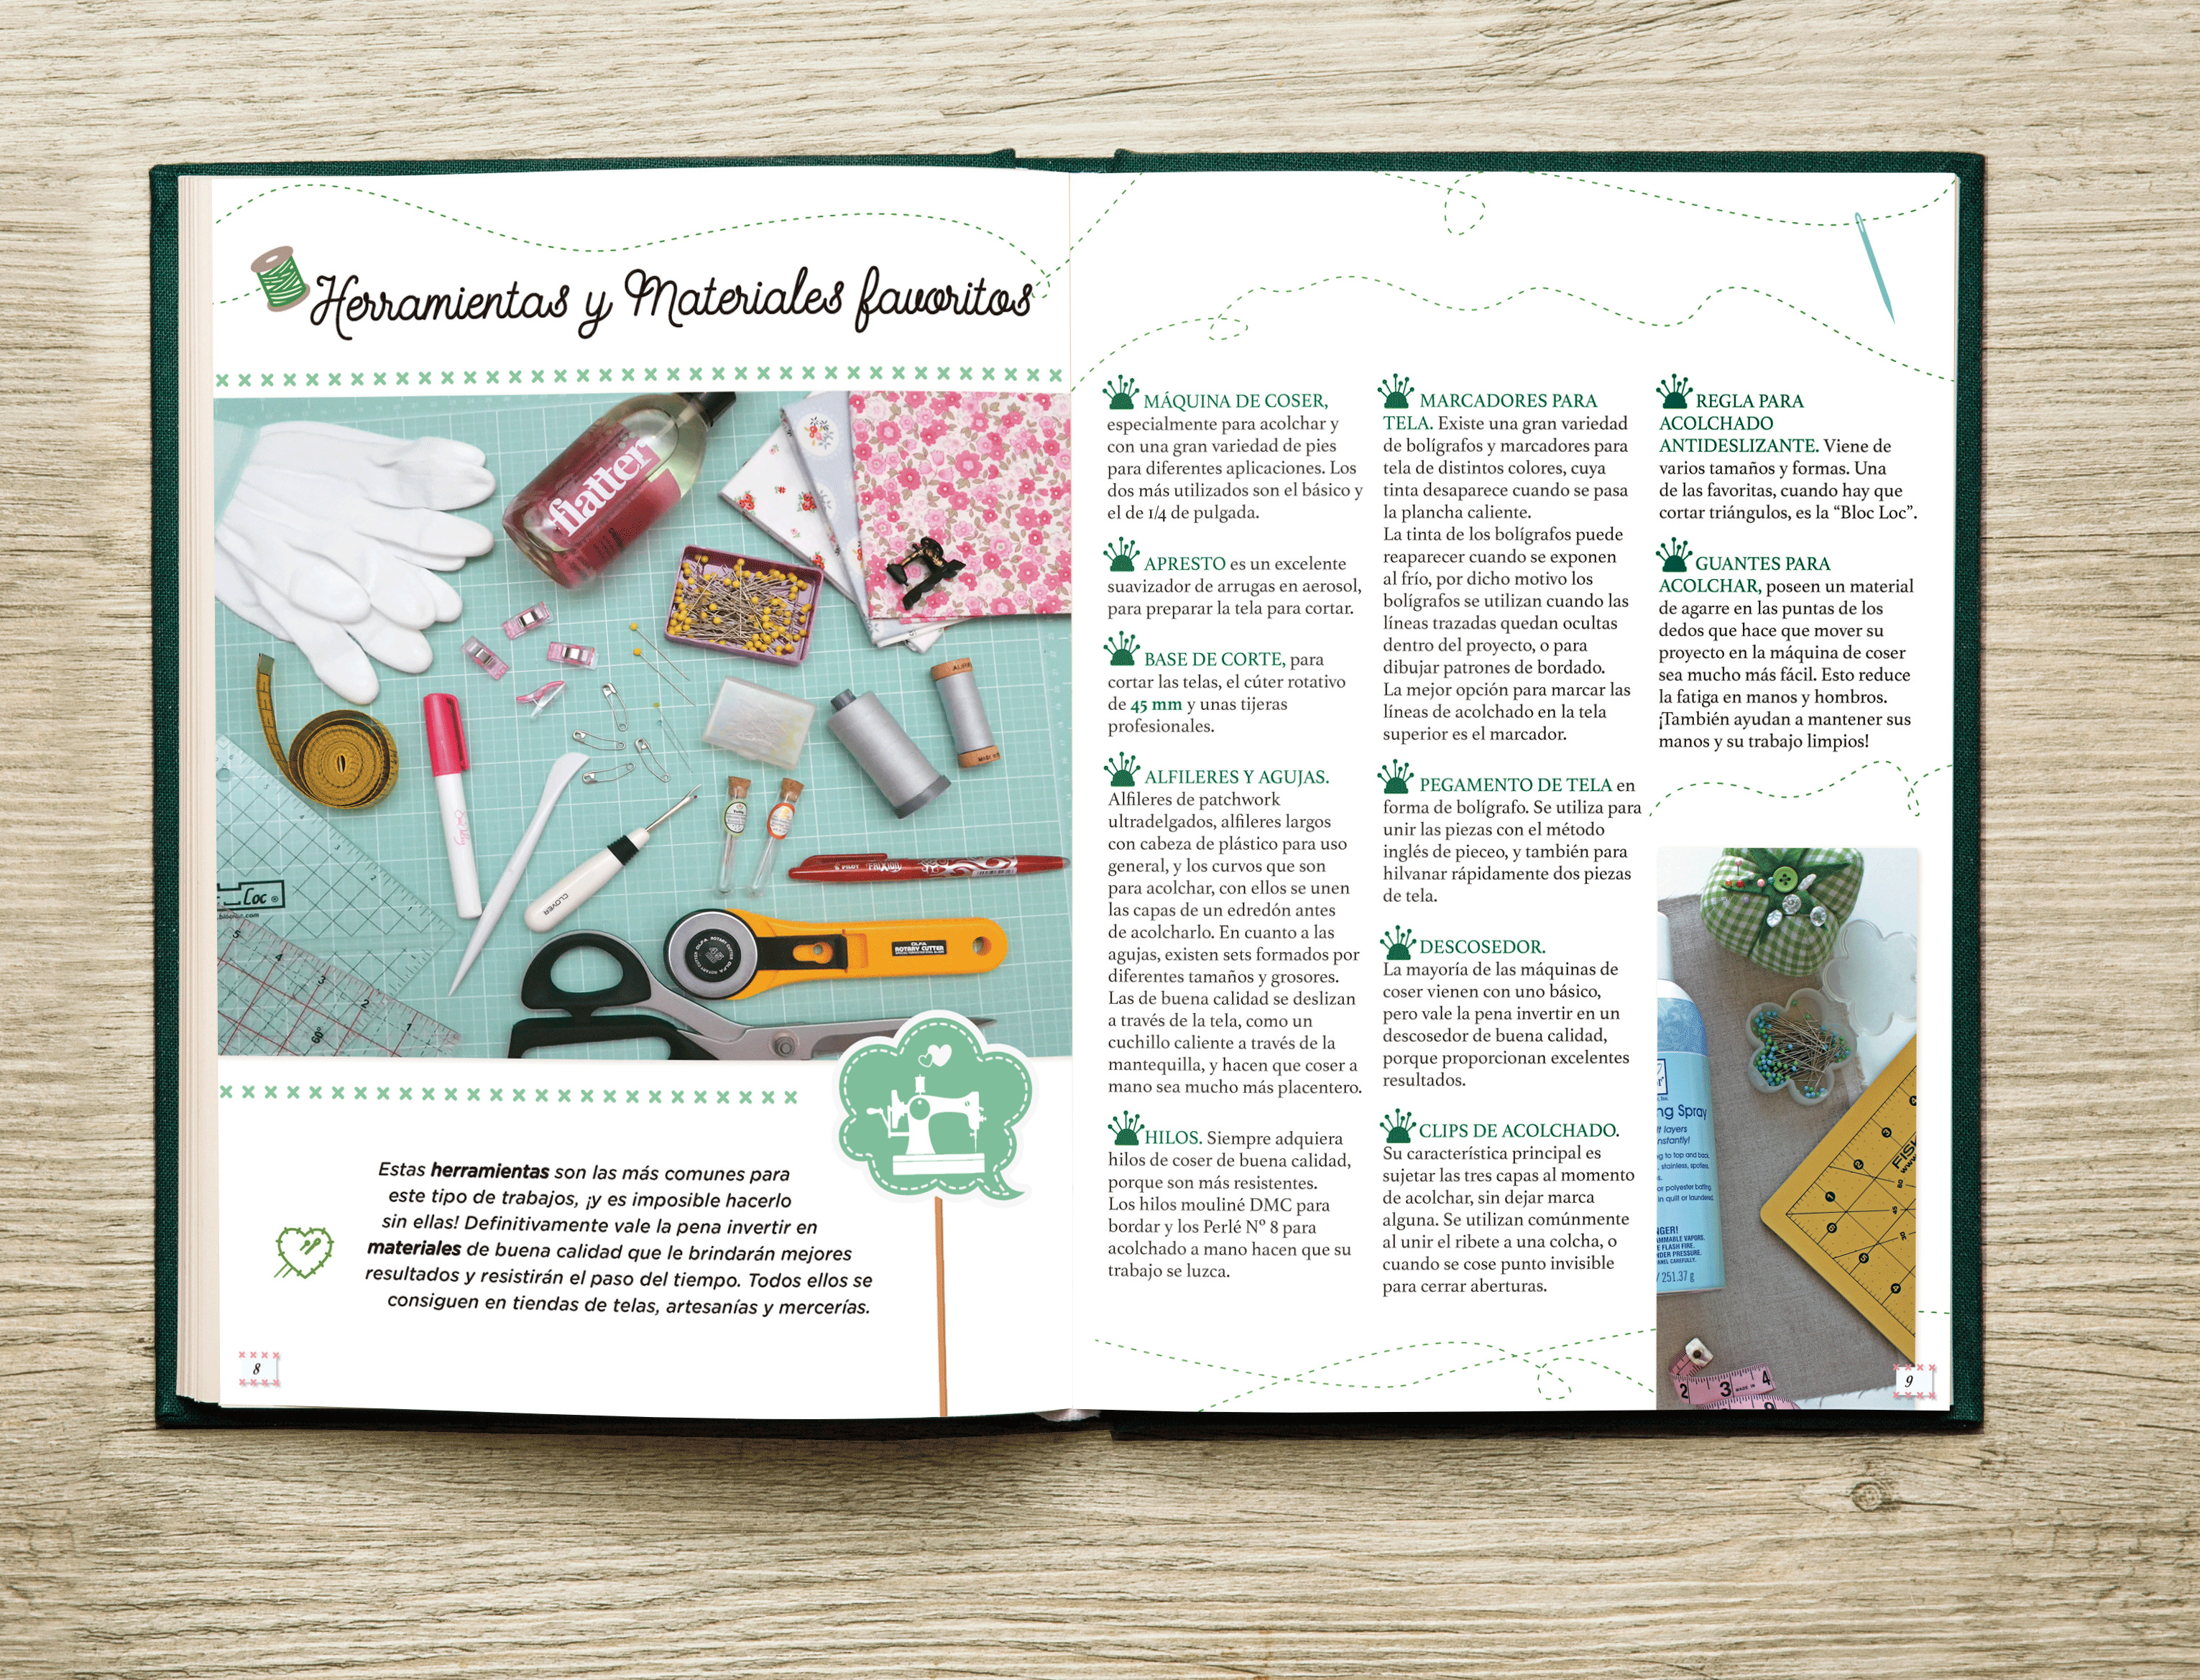 Herramientas y Materiales favoritos
flatter
Loc ®
CLOVER
PILOT FRIXION
OLFA
ROTARY CUTTER
Estas herramientas son las más comunes para
este tipo de trabajos, ¡y es imposible hacerlo
sin ellas! Definitivamente vale la pena invertir en
materiales de buena calidad que le brindarán mejores
resultados y resistirán el paso del tiempo. Todos ellos se
consiguen en tiendas de telas, artesanías y mercerías.
8
MÁQUINA DE COSER,
especialmente para acolchar y
con una gran variedad de pies
para diferentes aplicaciones. Los
dos más utilizados son el básico y
el de 1/4 de pulgada.
APRESTO es un excelente
suavizador de arrugas en aerosol,
para preparar la tela para cortar.
BASE DE CORTE, para
cortar las telas, el cúter rotativo
de 45 mm y unas tijeras
profesionales.
ALFILERES Y AGUJAS.
Alfileres de patchwork
ultradelgados, alfileres largos
con cabeza de plástico para uso
general, y los curvos que son
para acolchar, con ellos se unen
las capas de un edredón antes
de acolcharlo. En cuanto a las
agujas, existen sets formados por
diferentes tamaños y grosores.
Las de buena calidad se deslizan
a través de la tela, como un
cuchillo caliente a través de la
mantequilla, y hacen que coser a
mano sea mucho más placentero.
HILOS. Siempre adquiera
hilos de coser de buena calidad,
porque son más resistentes.
Los hilos mouliné DMC para
bordar y los Perlé Nº 8 para
acolchado a mano hacen que su
trabajo se luzca.
MARCADORES PARA
TELA. Existe una gran variedad
de bolígrafos y marcadores para
tela de distintos colores, cuya
tinta desaparece cuando se pasa
la plancha caliente.
La tinta de los bolígrafos puede
reaparecer cuando se exponen
al frío, por dicho motivo los
bolígrafos se utilizan cuando las
líneas trazadas quedan ocultas
dentro del proyecto, o para
dibujar patrones de bordado.
La mejor opción para marcar las
líneas de acolchado en la tela
superior es el marcador.
PEGAMENTO DE TELA en
forma de bolígrafo. Se utiliza para
unir las piezas con el método
inglés de pieceo, y también para
hilvanar rápidamente dos piezas
de tela.
DESCOSEDOR.
La mayoría de las máquinas de
coser vienen con uno básico,
pero vale la pena invertir en un
descosedor de buena calidad,
porque proporcionan excelentes
resultados.
CLIPS DE ACOLCHADO.
Su característica principal es
sujetar las tres capas al momento
de acolchar, sin dejar marca
alguna. Se utilizan comúnmente
al unir el ribete a una colcha, o
cuando se cose punto invisible
para cerrar aberturas.
REGLA PARA
ACOLCHADO
ANTIDESLIZANTE. Viene de
varios tamaños y formas. Una
de las favoritas, cuando hay que
cortar triángulos, es la “Bloc Loc”.
GUANTES PARA
ACOLCHAR, poseen un material
de agarre en las puntas de los
dedos que hace que mover su
proyecto en la máquina de coser
sea mucho más fácil. Esto reduce
la fatiga en manos y hombros.
¡También ayudan a mantener sus
manos y su trabajo limpios!
ng Spray
layers
nstantly!
NGER!
251.37 g
2 3 MADE IN 4
9